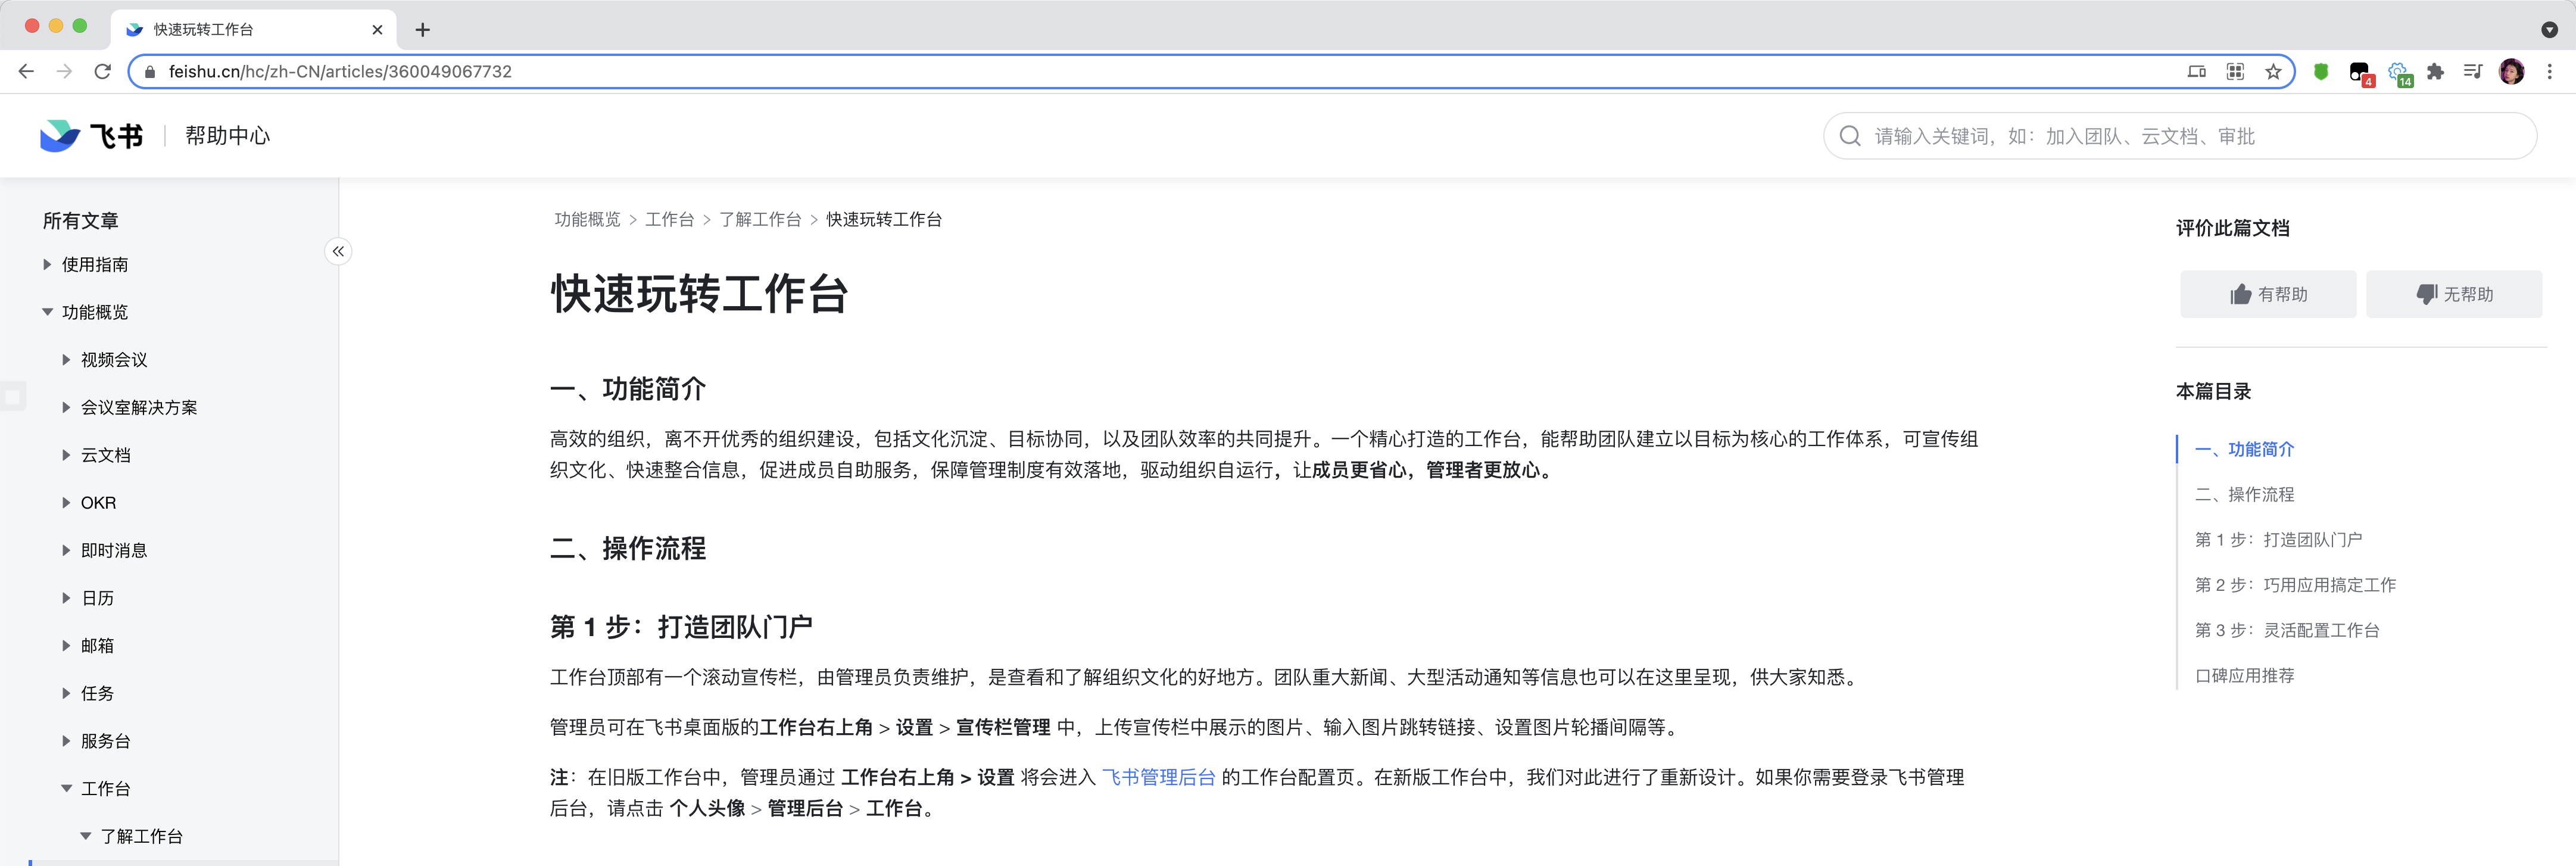 快速玩转工作台
feishu.cn/hc/zh-CN/articles/360049067732
4
14
飞书
帮助中心
请输入关键词，如：加入团队、云文档、审批
所有文章
使用指南
功能概览
视频会议
会议室解决方案
云文档
OKR
即时消息
日历
邮箱
任务
服务台
工作台
了解工作台
功能概览 > 工作台 > 了解工作台 > 快速玩转工作台
快速玩转工作台
一、功能简介
高效的组织，离不开优秀的组织建设，包括文化沉淀、目标协同，以及团队效率的共同提升。一个精心打造的工作台，能帮助团队建立以目标为核心的工作体系，可宣传组
织文化、快速整合信息，促进成员自助服务，保障管理制度有效落地，驱动组织自运行，让成员更省心，管理者更放心。
二、操作流程
第 1 步：打造团队门户
工作台顶部有一个滚动宣传栏，由管理员负责维护，是查看和了解组织文化的好地方。团队重大新闻、大型活动通知等信息也可以在这里呈现，供大家知悉。
管理员可在飞书桌面版的工作台右上角 > 设置 > 宣传栏管理 中，上传宣传栏中展示的图片、输入图片跳转链接、设置图片轮播间隔等。
注：在旧版工作台中，管理员通过 工作台右上角 > 设置 将会进入 飞书管理后台 的工作台配置页。在新版工作台中，我们对此进行了重新设计。如果你需要登录飞书管理
后台，请点击 个人头像 > 管理后台 > 工作台。
评价此篇文档
有帮助
无帮助
本篇目录
一、功能简介
二、操作流程
第 1 步：打造团队门户
第 2 步：巧用应用搞定工作
第 3 步：灵活配置工作台
口碑应用推荐